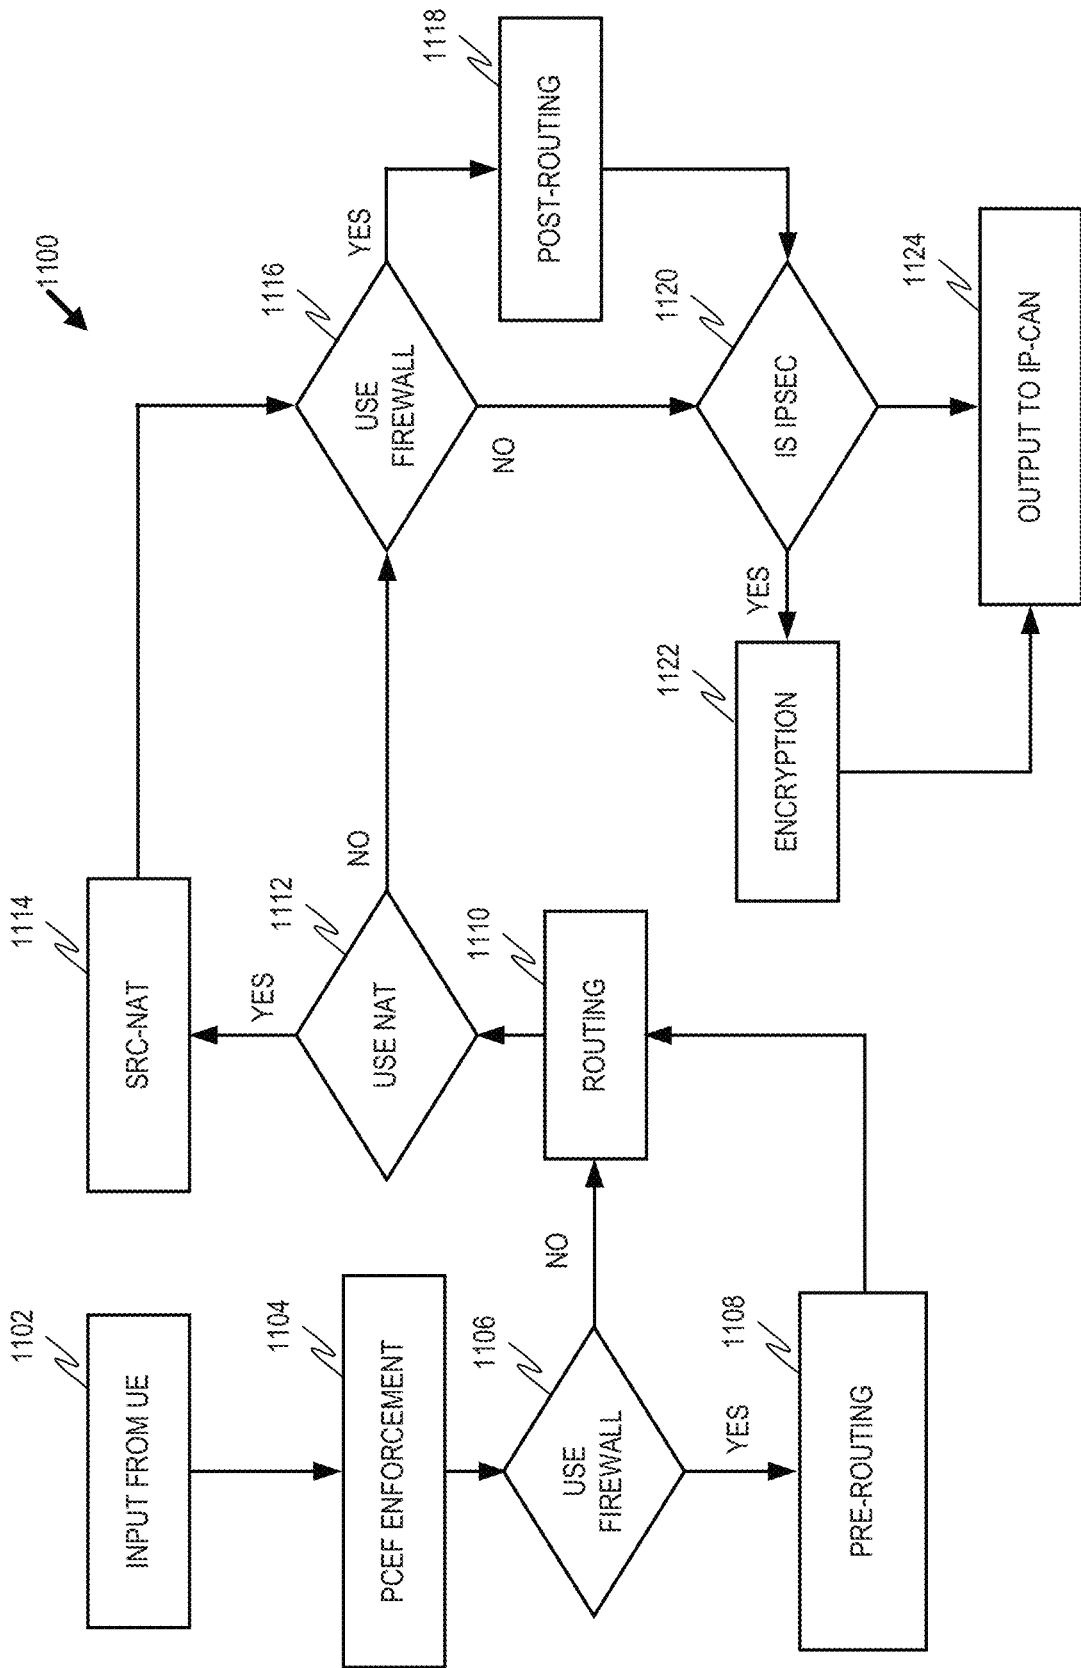 1100
1102
INPUT FROM UE
1104
PCEF ENFORCEMENT
1106
USE
FIREWALL
NO
YES
1108
PRE-ROUTING
1110
ROUTING
1112
USE NAT
YES
NO
1114
SRC-NAT
1116
USE
FIREWALL
YES
NO
1118
POST-ROUTING
1120
IS IPSEC
YES
1122
ENCRYPTION
1124
OUTPUT TO IP-CAN